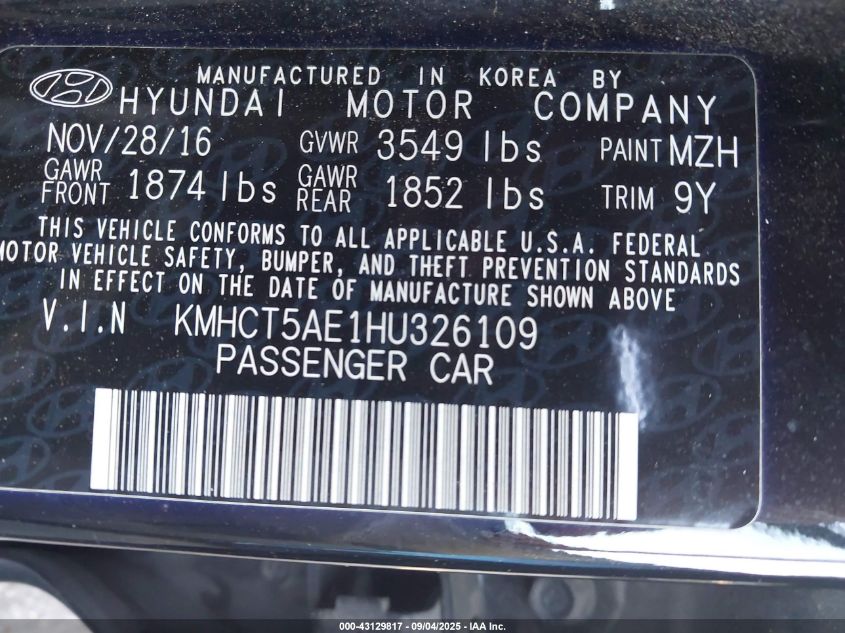 MANUFACTURED IN KOREA BY
HYUNDAI MOTOR COMPANY
NOV/28/16 GVWR 3549 lbs PAINT MZH
GAWR FRONT 1874 lbs GAWR REAR 1852 lbs TRIM 9Y
THIS VEHICLE CONFORMS TO ALL APPLICABLE U.S.A. FEDERAL
MOTOR VEHICLE SAFETY, BUMPER, AND THEFT PREVENTION STANDARDS
IN EFFECT ON THE DATE OF MANUFACTURE SHOWN ABOVE
V.I.N KMHCT5AE1HU326109
PASSENGER CAR
000-43129817 - 09/04/2025 - IAA Inc.